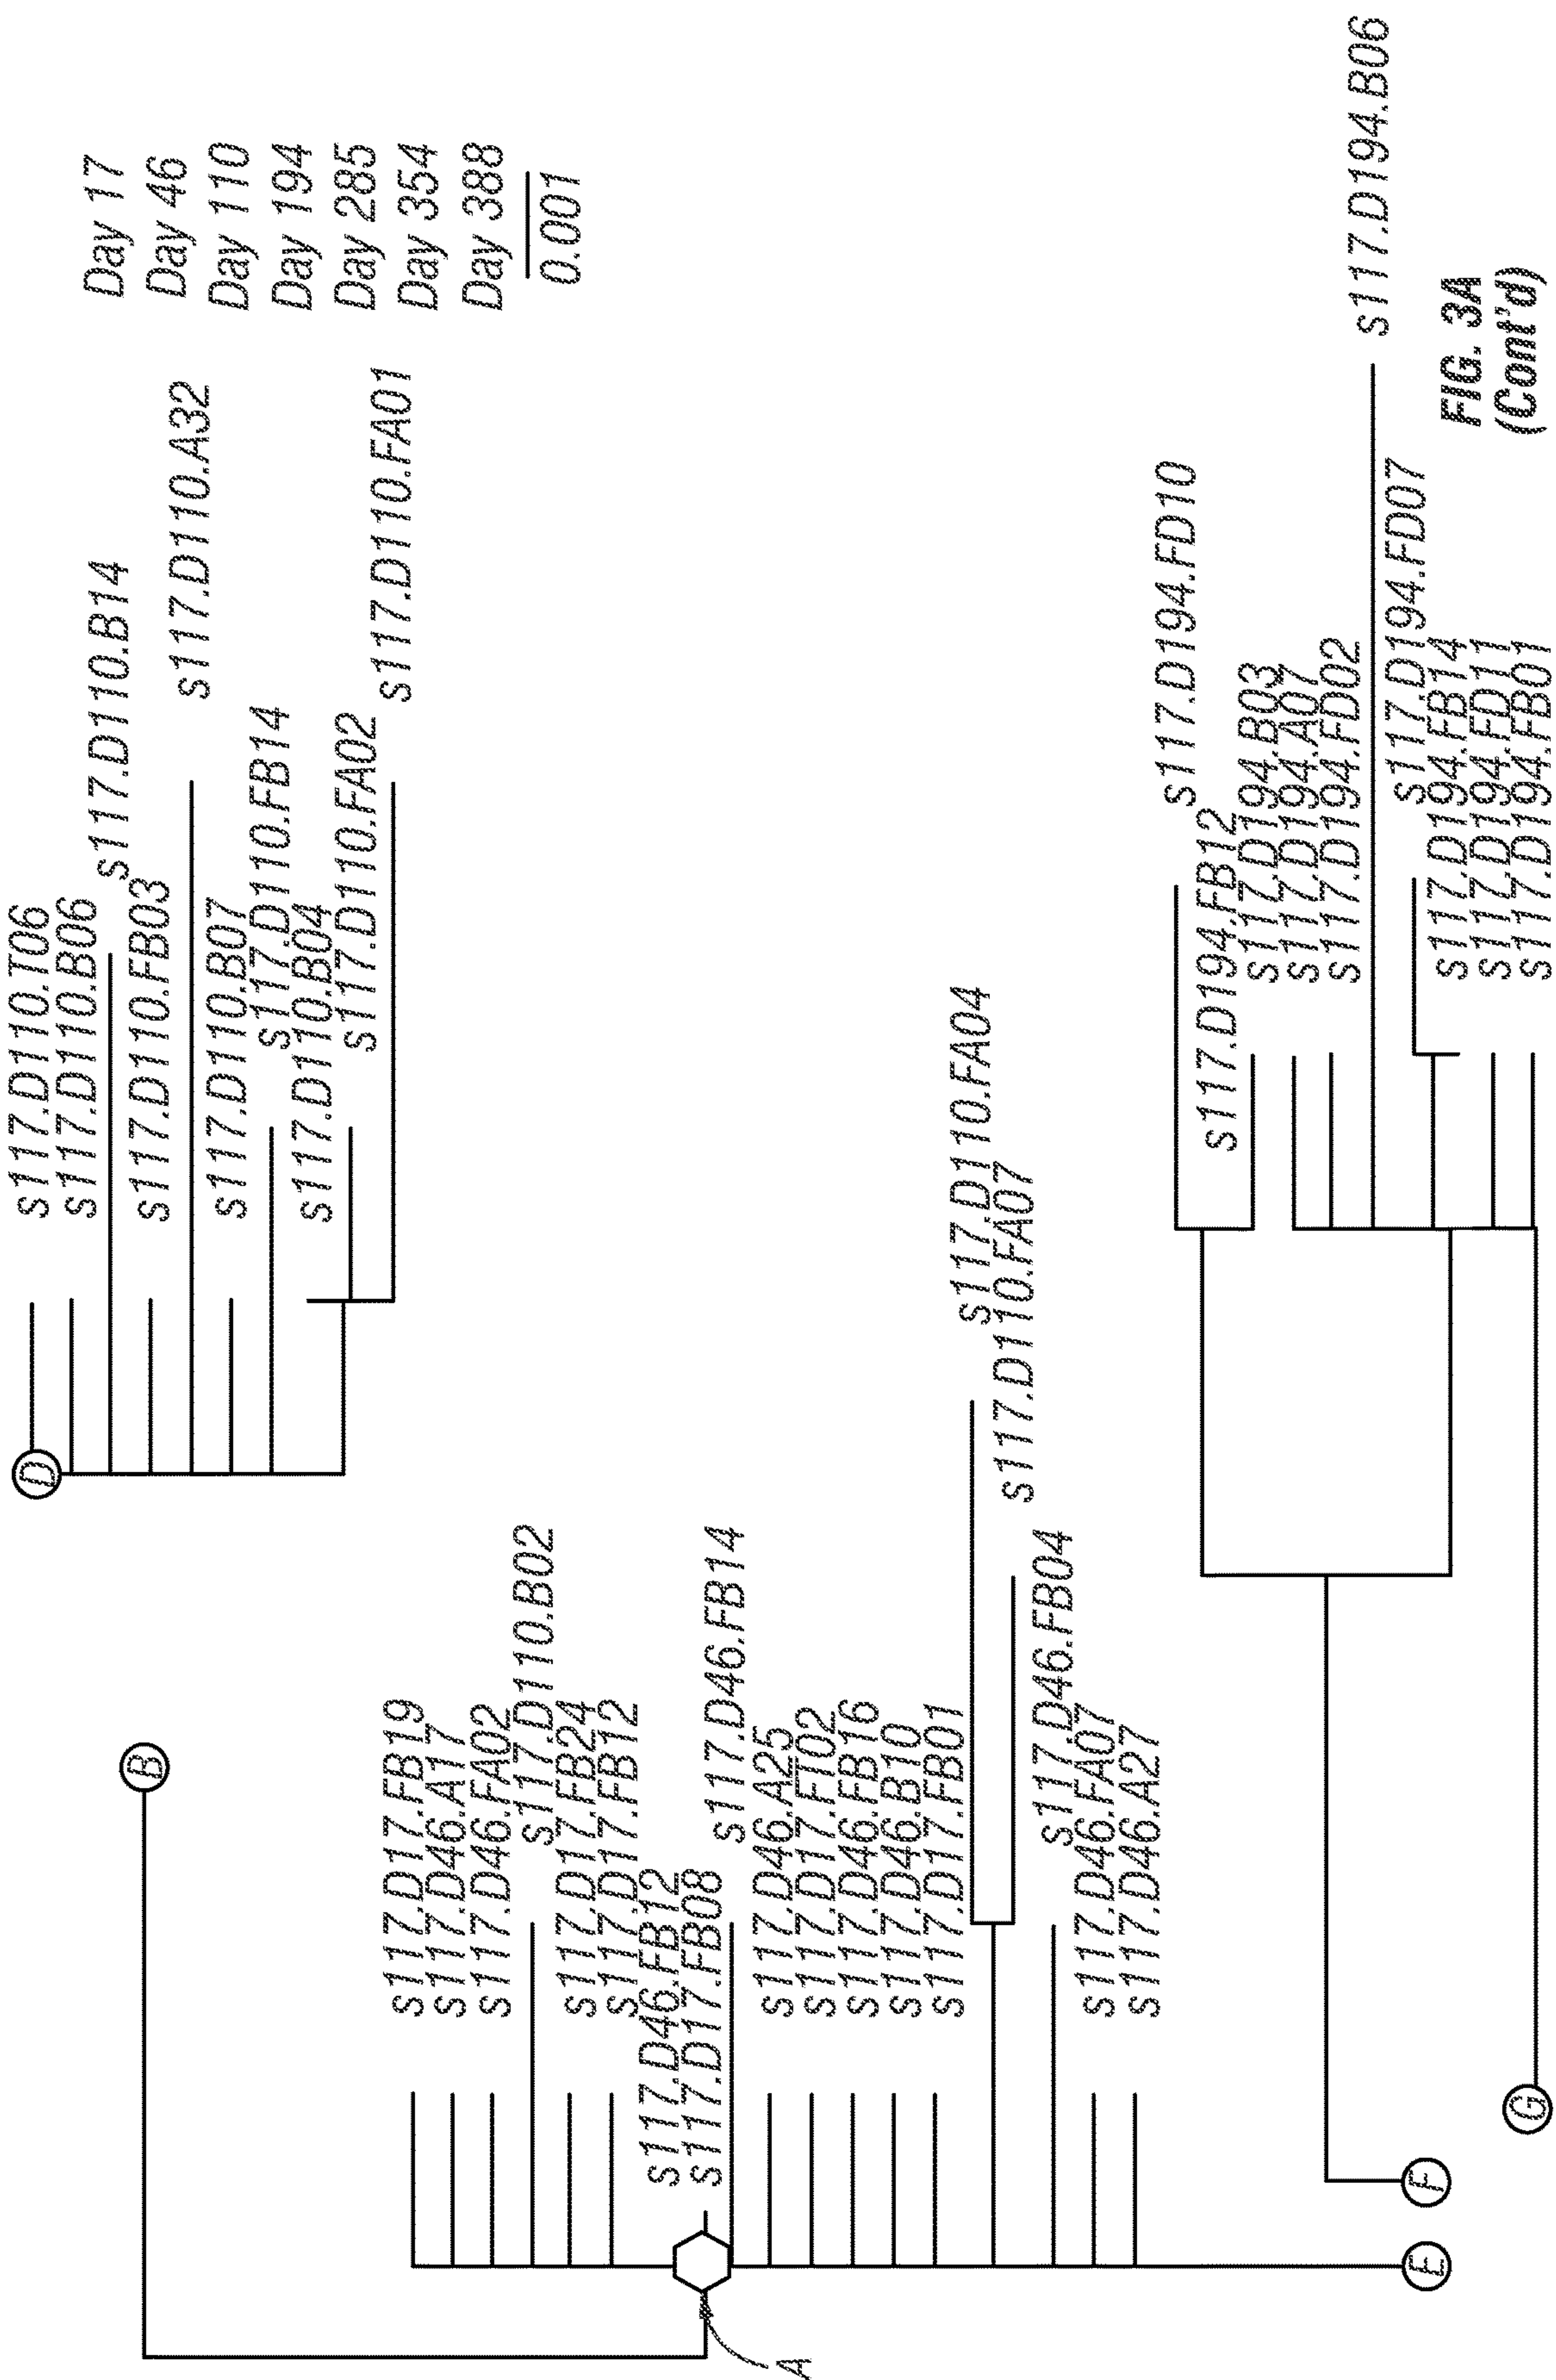 D
s117.D110.T06
s117.D110.B06
s117.D110.B14
s117.D110.FB03
s117.D110.A32
s117.D110.B07
s117.D110.FB14
s117.D110.B04
s117.D110.FA02
s117.D110.FA01
Day 17
Day 46
Day 110
Day 194
Day 285
Day 354
Day 388
0.001
B
s117.D17.FB19
s117.D46.A17
s117.D46.FA02
s117.D110.B02
s117.D17.FB24
s117.D17.FB12
s117.D46.FB12
s117.D17.FB08
s117.D46.FB14
s117.D46.A25
s117.D17.FT02
s117.D46.FB16
s117.D46.B10
s117.D17.FB01
s117.D110.FA04
s117.D110.FA07
s117.D46.FB04
s117.D46.FA07
s117.D46.A27
A
E
F
s117.D194.FD10
s117.D194.FB12
s117.D194.B03
s117.D194.A07
s117.D194.FD02
s117.D194.B06
s117.D194.FD07
s117.D194.FB14
s117.D194.FD11
s117.D194.FB01
G
FIG. 3A
(Cont'd)